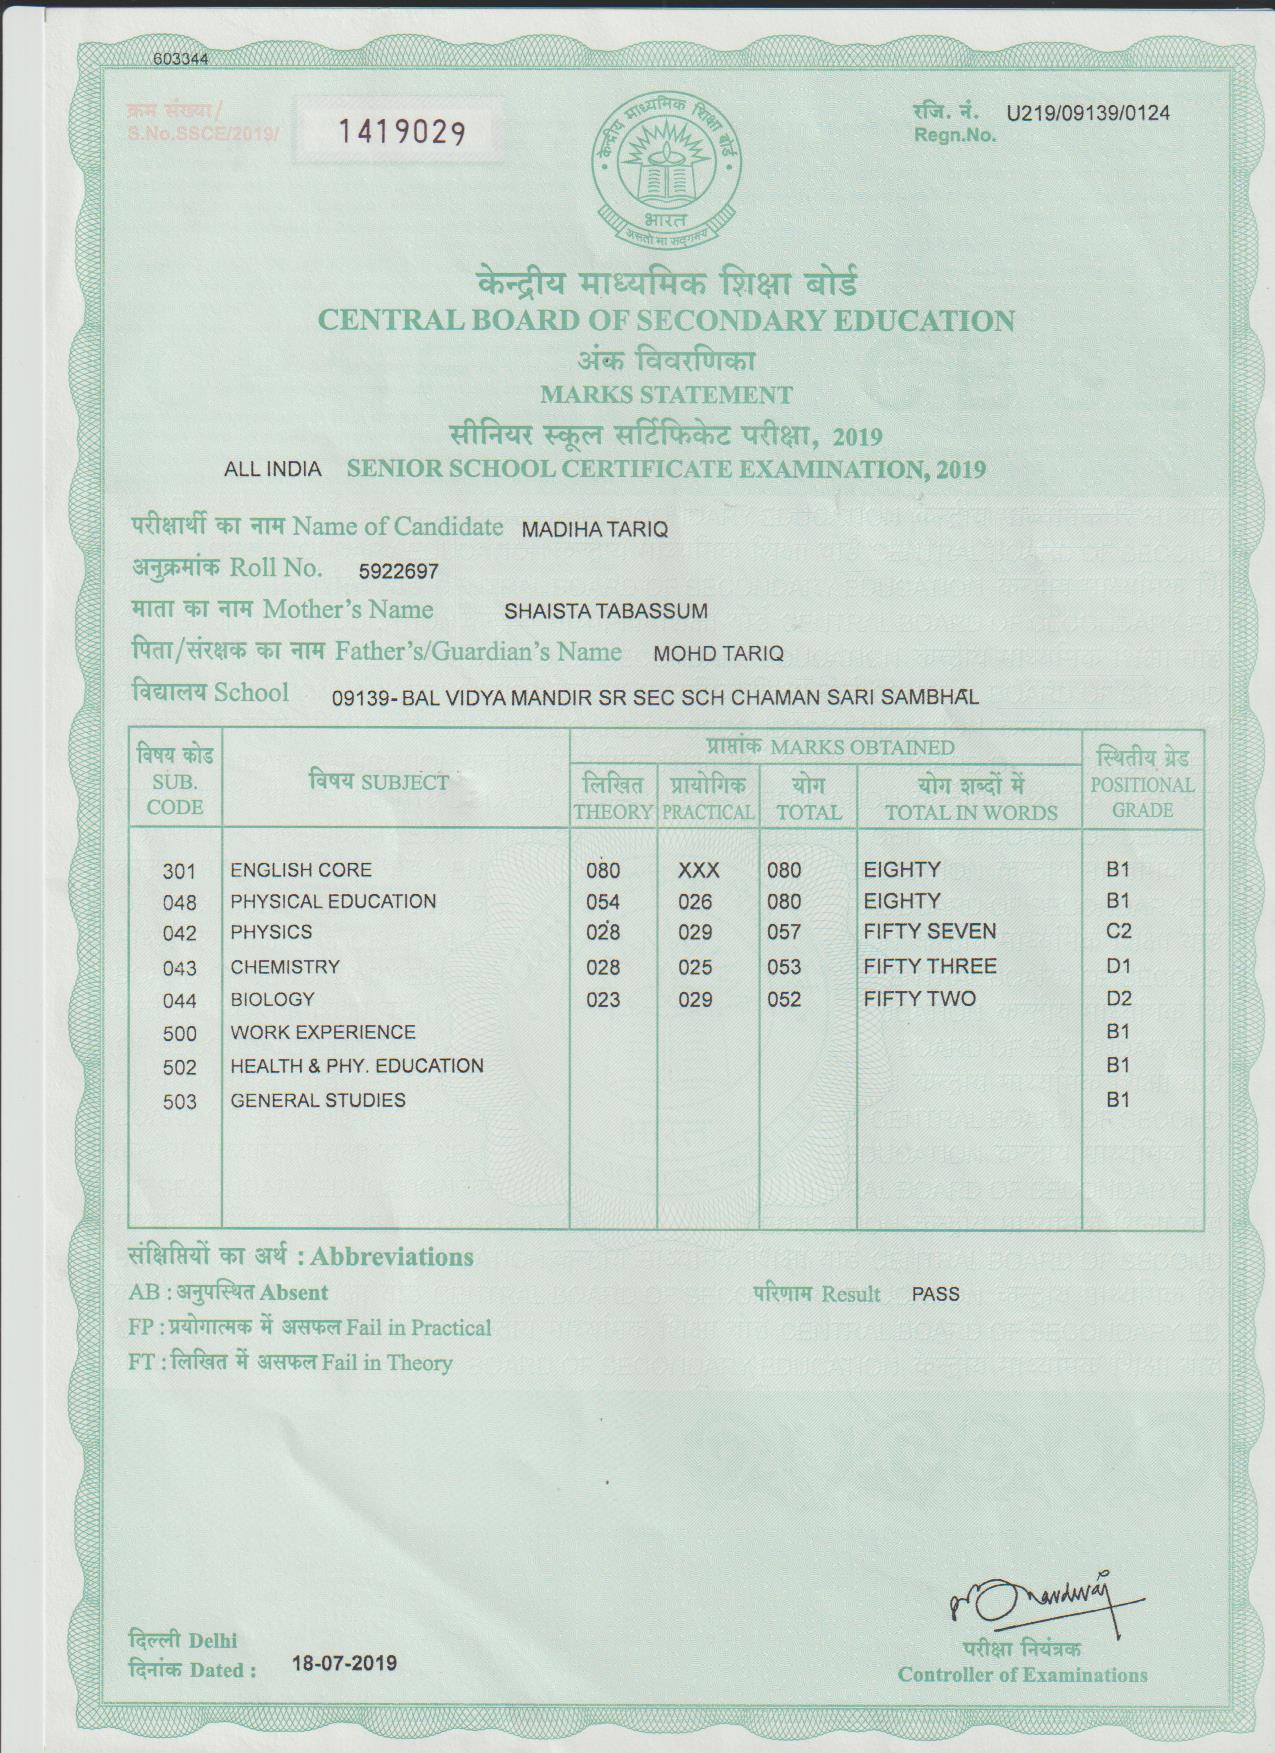 603344
क्रम संख्या/
S.No.SSCE/2019/ 1419029
रजि. नं. U219/09139/0124
Regn.No.
केन्द्रीय माध्यमिक शिक्षा बोर्ड
भारत
असतो मा सद्गमय
केन्द्रीय माध्यमिक शिक्षा बोर्ड
CENTRAL BOARD OF SECONDARY EDUCATION
अंक विवरणिका
MARKS STATEMENT
सीनियर स्कूल सर्टिफिकेट परीक्षा, 2019
ALL INDIA SENIOR SCHOOL CERTIFICATE EXAMINATION, 2019
परीक्षार्थी का नाम Name of Candidate MADIHA TARIQ
अनुक्रमांक Roll No. 5922697
माता का नाम Mother's Name SHAISTA TABASSUM
पिता/संरक्षक का नाम Father's/Guardian's Name MOHD TARIQ
विद्यालय School 09139- BAL VIDYA MANDIR SR SEC SCH CHAMAN SARI SAMBHAL
विषय कोड SUB. CODE विषय SUBJECT प्राप्तांक MARKS OBTAINED स्थितीय ग्रेड POSITIONAL GRADE
लिखित THEORY प्रायोगिक PRACTICAL योग TOTAL योग शब्दों में TOTAL IN WORDS
301 ENGLISH CORE 080 XXX 080 EIGHTY B1
048 PHYSICAL EDUCATION 054 026 080 EIGHTY B1
042 PHYSICS 028 029 057 FIFTY SEVEN C2
043 CHEMISTRY 028 025 053 FIFTY THREE D1
044 BIOLOGY 023 029 052 FIFTY TWO D2
500 WORK EXPERIENCE B1
502 HEALTH & PHY. EDUCATION B1
503 GENERAL STUDIES B1
संक्षिप्तियों का अर्थ : Abbreviations
AB : अनुपस्थित Absent परिणाम Result PASS
FP : प्रयोगात्मक में असफल Fail in Practical
FT : लिखित में असफल Fail in Theory
दिल्ली Delhi
दिनांक Dated : 18-07-2019
परीक्षा नियंत्रक
Controller of Examinations